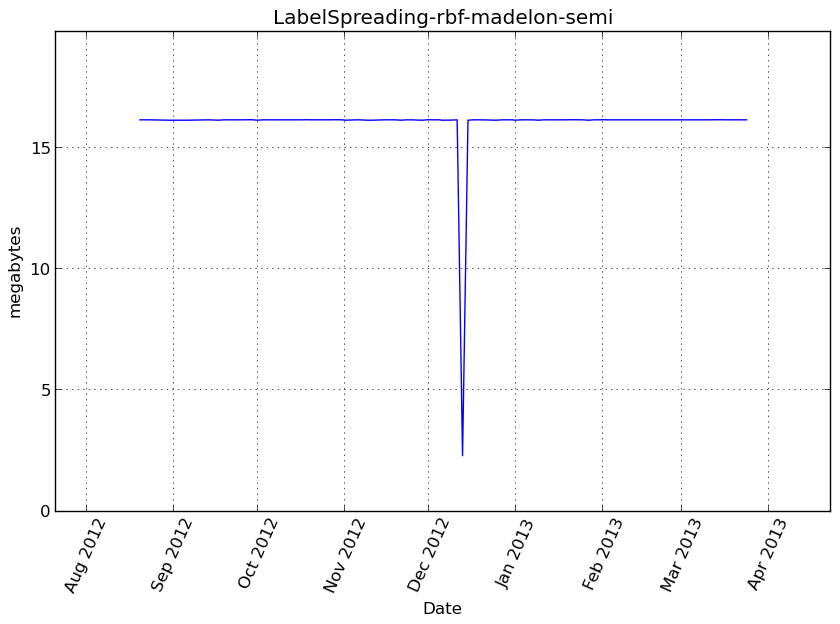 LabelSpreading-rbf-madelon-semi
megabytes
15
10
5
0
Aug 2012
Sep 2012
Oct 2012
Nov 2012
Dec 2012
Jan 2013
Feb 2013
Mar 2013
Apr 2013
Date